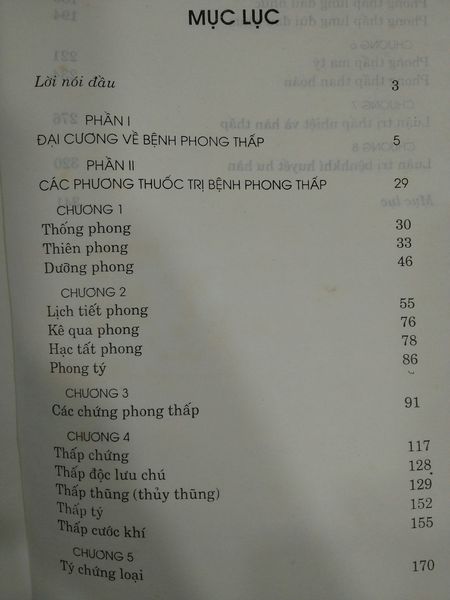 MỤC LỤC
Lời nói đầu 3
PHẦN I
ĐẠI CƯƠNG VỀ BỆNH PHONG THẤP 5
PHẦN II
CÁC PHƯƠNG THUỐC TRỊ BỆNH PHONG THẤP 29
CHƯƠNG 1
Thống phong 30
Thiên phong 33
Dưỡng phong 46
CHƯƠNG 2
Lịch tiết phong 55
Kê qua phong 76
Hạc tất phong 78
Phong tý 86
CHƯƠNG 3
Các chứng phong thấp 91
CHƯƠNG 4
Thấp chứng 117
Thấp độc lưu chú 128
Thấp thũng (thủy thũng) 129
Thấp tý 152
Thấp cước khí 155
CHƯƠNG 5
Tý chứng loại 170